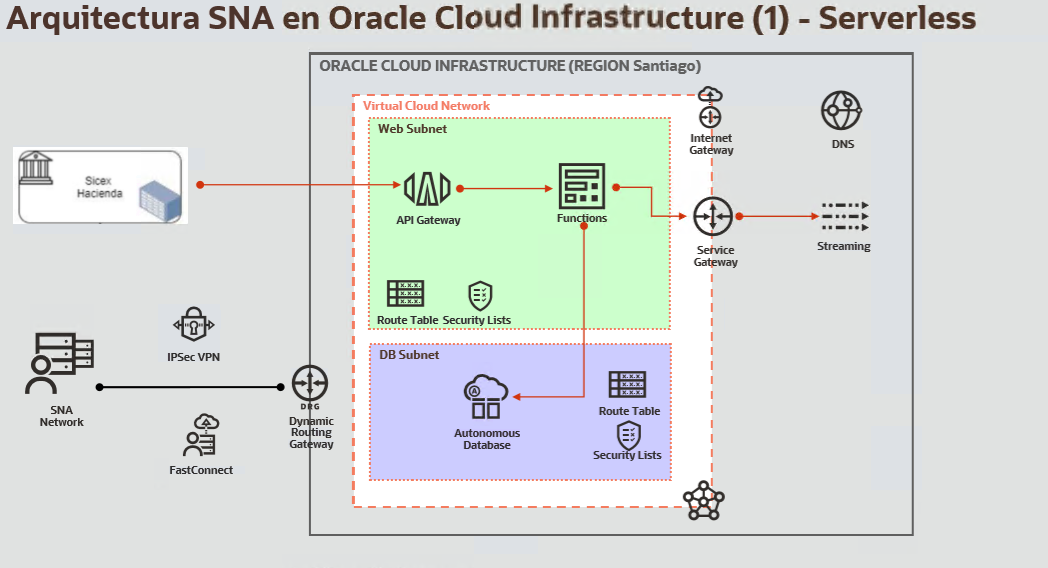 Arquitectura SNA en Oracle Cloud Infrastructure (1) - Serverless
ORACLE CLOUD INFRASTRUCTURE (REGION Santiago)
Virtual Cloud Network
Web Subnet
Internet
Gateway
DNS
Sicex
Hacienda
API Gateway
Functions
Service
Gateway
Streaming
Route Table
Security Lists
IPSec VPN
DB Subnet
SNA
Network
DRG
Dynamic
Routing
Gateway
FastConnect
A
Autonomous
Database
Route Table
Security Lists